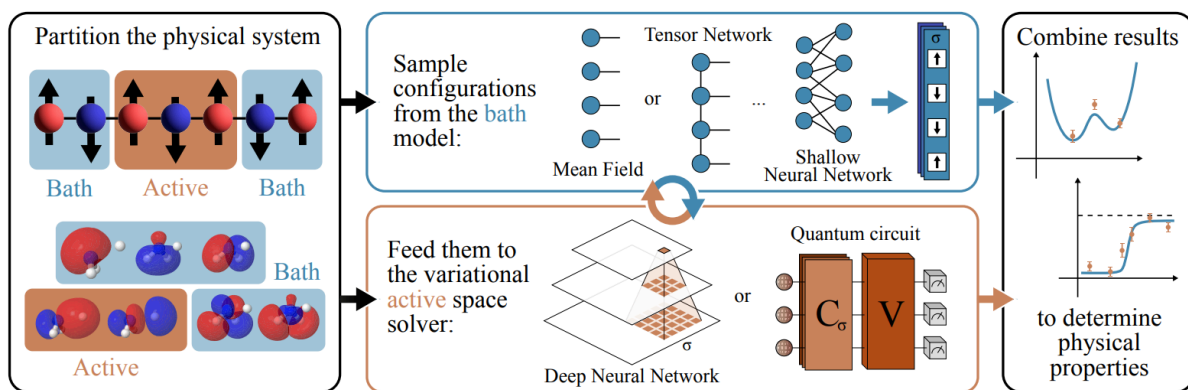 Partition the physical system
Bath
Active
Bath
Bath
Active
Sample
configurations
from the bath
model:
Mean Field
or
Tensor Network
...
Shallow
Neural Network
σ
Feed them to
the variational
active space
solver:
σ
Deep Neural Network
or
Quantum circuit
Cσ
V
Combine results
to determine
physical
properties